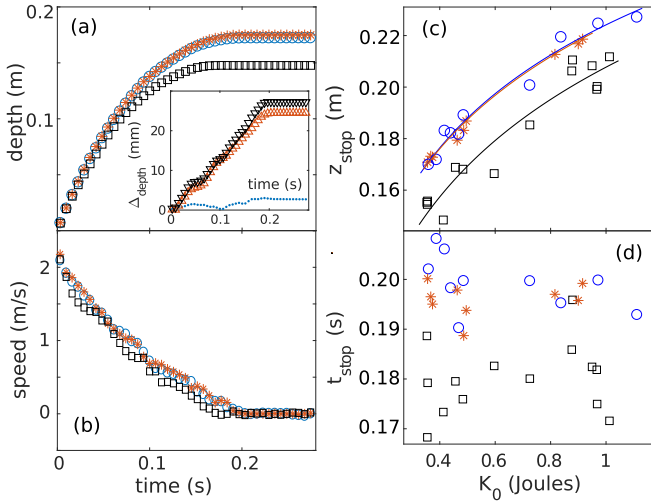 (a)
0.2
0.1
depth (m)
20
0
Δdepth (mm)
time (s)
0
0.1
0.2
(b)
2
1
0
speed (m/s)
0
0.1
0.2
time (s)
(c)
0.22
0.2
0.18
0.16
zstop (m)
(d)
0.20
0.19
0.18
0.17
tstop (s)
0.4
0.6
0.8
1
K0 (Joules)